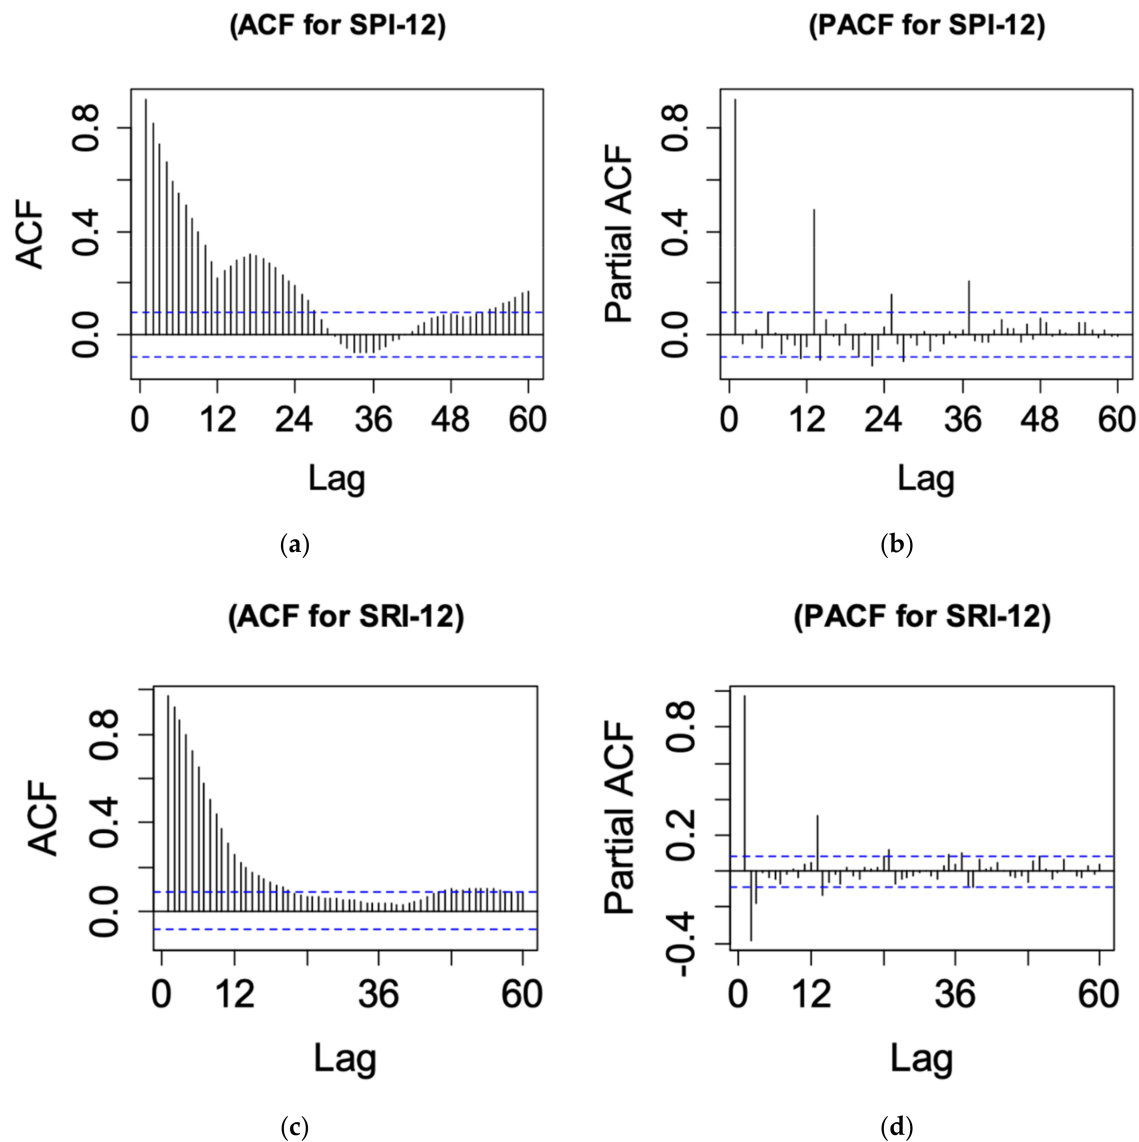 (ACF for SPI-12)
ACF
0.8
0.4
0.0
0 12 24 36 48 60
Lag
(a)
(PACF for SPI-12)
Partial ACF
0.8
0.4
0.0
0 12 24 36 48 60
Lag
(b)
(ACF for SRI-12)
ACF
0.8
0.4
0.0
0 12 36 60
Lag
(c)
(PACF for SRI-12)
Partial ACF
0.8
0.2
-0.4
0 12 36 60
Lag
(d)